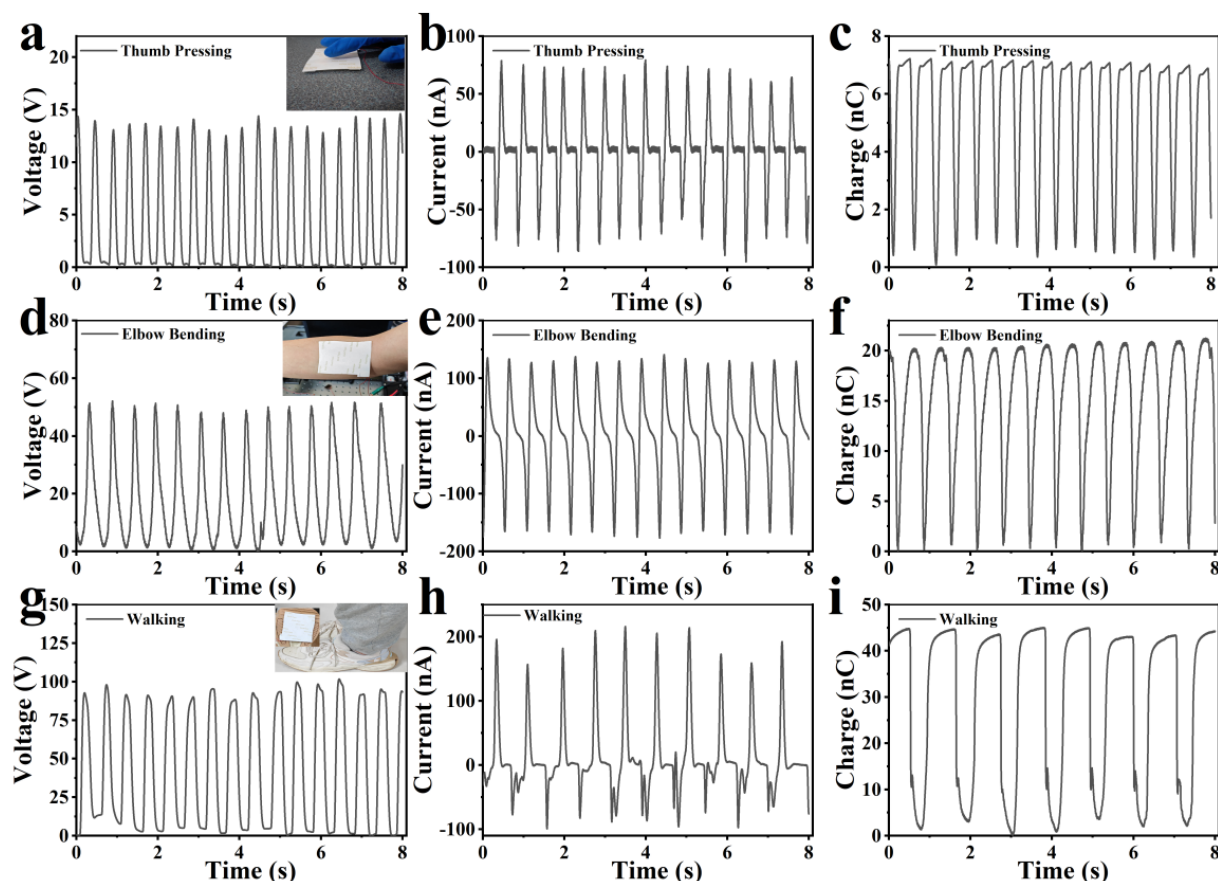 a
Thumb Pressing
Voltage (V)
20
15
10
5
0
0 2 4 6 8
Time (s)
b
Thumb Pressing
Current (nA)
100
50
0
-50
-100
0 2 4 6 8
Time (s)
c
Thumb Pressing
Charge (nC)
8
6
4
2
0
0 2 4 6 8
Time (s)
d
Elbow Bending
Voltage (V)
80
60
40
20
0
0 2 4 6 8
Time (s)
e
Elbow Bending
Current (nA)
200
100
0
-100
-200
0 2 4 6 8
Time (s)
f
Elbow Bending
Charge (nC)
20
15
10
5
0
0 2 4 6 8
Time (s)
g
Walking
Voltage (V)
150
125
100
75
50
25
0
0 2 4 6 8
Time (s)
h
Walking
Current (nA)
200
100
0
-100
0 2 4 6 8
Time (s)
i
Walking
Charge (nC)
50
40
30
20
10
0
0 2 4 6 8
Time (s)